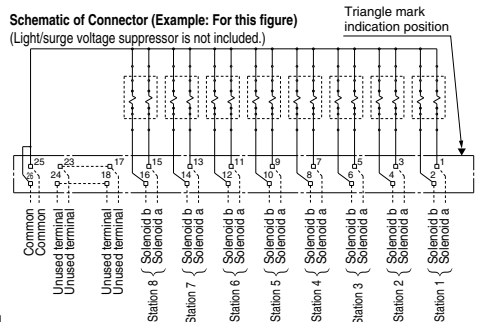 Schematic of Connector (Example: For this figure)
(Light/surge voltage suppressor is not included.)
Triangle mark
indication position
25 23 17 15 13 11 9 7 5 3 1
26 24 18 16 14 12 10 8 6 4 2
Common
Common
Unused terminal
Unused terminal
Unused terminal
Unused terminal
Solenoid b
Solenoid a
Solenoid b
Solenoid a
Solenoid b
Solenoid a
Solenoid b
Solenoid a
Solenoid b
Solenoid a
Solenoid b
Solenoid a
Solenoid b
Solenoid a
Solenoid b
Solenoid a
Station 8
Station 7
Station 6
Station 5
Station 4
Station 3
Station 2
Station 1